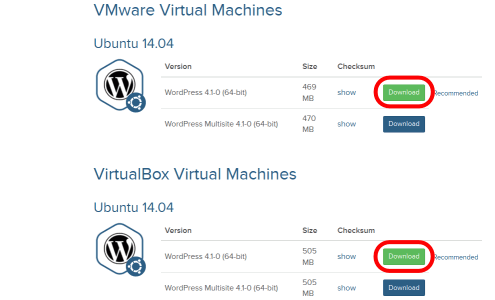 VMware Virtual Machines
Ubuntu 14.04
Version Size Checksum
WordPress 4.1-0 (64-bit) 469 MB show Download Recommended
WordPress Multisite 4.1-0 (64-bit) 470 MB show Download
VirtualBox Virtual Machines
Ubuntu 14.04
Version Size Checksum
WordPress 4.1-0 (64-bit) 505 MB show Download Recommended
WordPress Multisite 4.1-0 (64-bit) 505 MB show Download